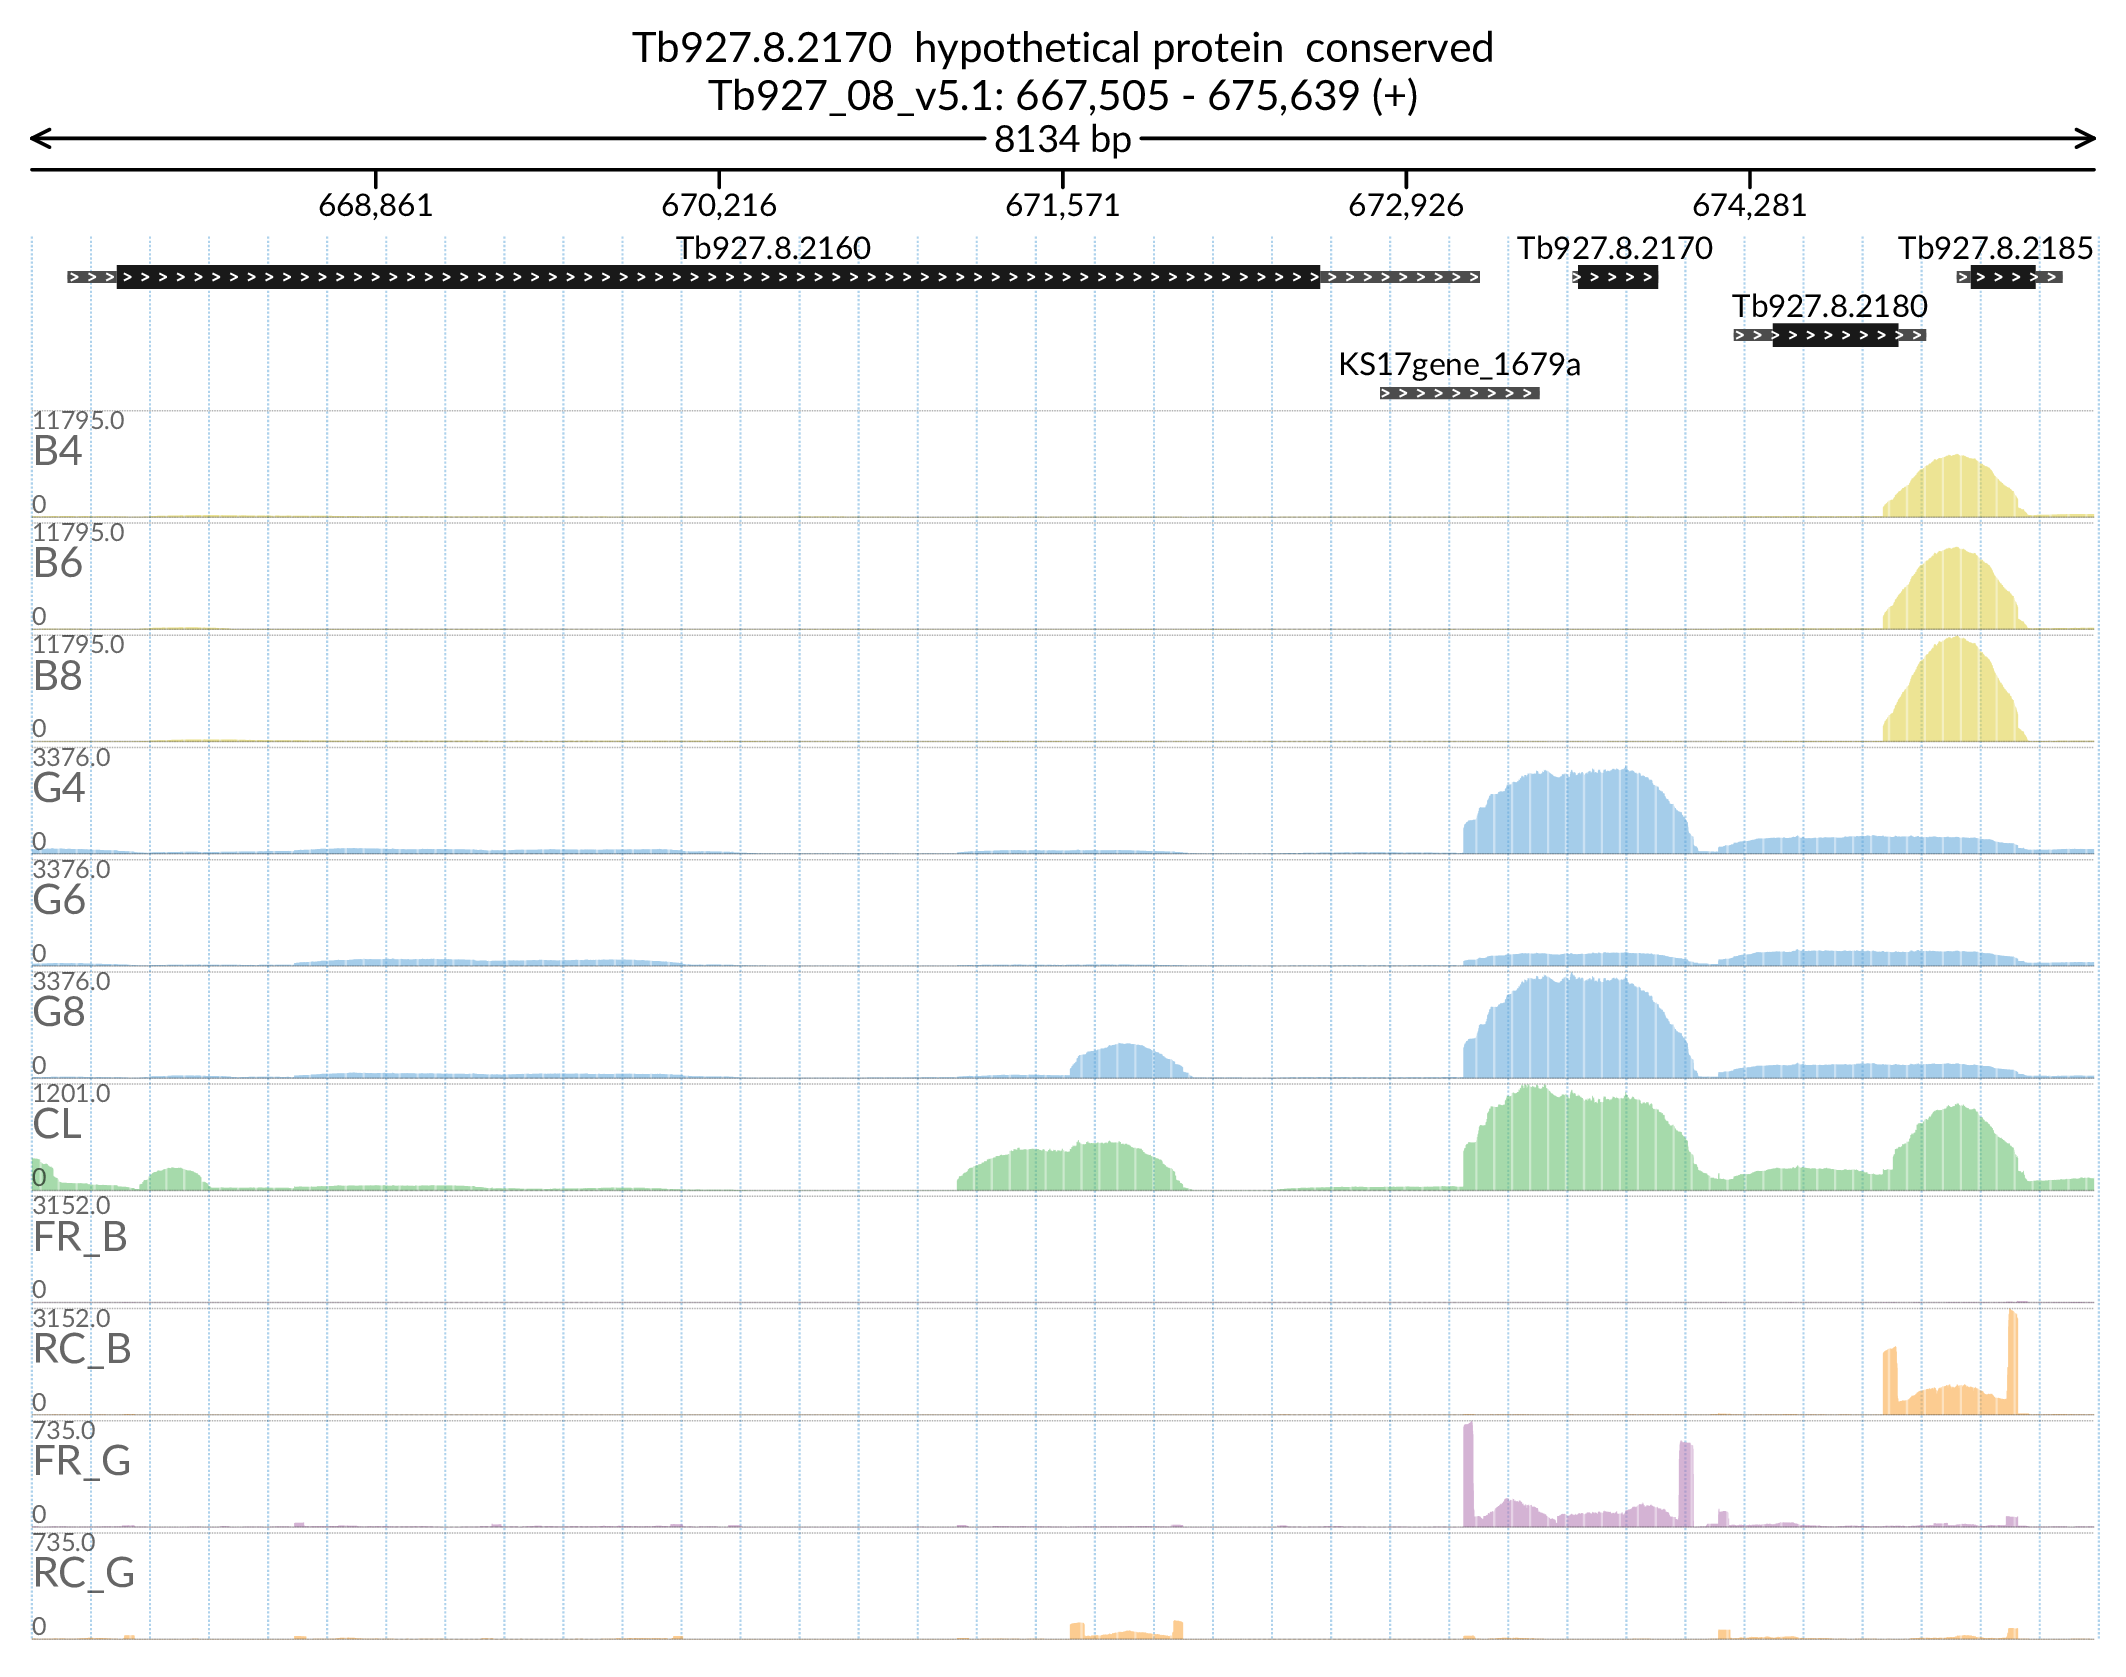 Tb927.8.2170  hypothetical protein  conserved
Tb927_08_v5.1: 667,505 - 675,639 (+)
8134 bp
668,861 670,216 671,571 672,926 674,281
Tb927.8.2160 Tb927.8.2170 Tb927.8.2185
Tb927.8.2180
KS17gene_1679a
11795.0
B4
0
11795.0
B6
0
11795.0
B8
0
3376.0
G4
0
3376.0
G6
0
3376.0
G8
0
1201.0
CL
0
3152.0
FR_B
0
3152.0
RC_B
0
735.0
FR_G
0
735.0
RC_G
0